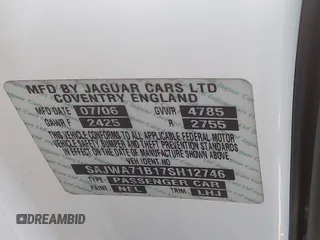 MFD BY JAGUAR CARS LTD
COVENTRY ENGLAND
MFD DATE 07/06 GVWR 4785
GAWR F 2425 R 2755
THIS VEHICLE CONFORMS TO ALL APPLICABLE FEDERAL MOTOR
VEHICLE SAFETY BUMPER AND THEFT PREVENTION STANDARDS
IN EFFECT ON THE DATE OF MANUFACTURE SHOWN ABOVE
VEH IDENT Nº
SAJWA71B17SH12746
TYPE PASSENGER CAR
PAINT NEL TRIM LHJ
DREAMBID